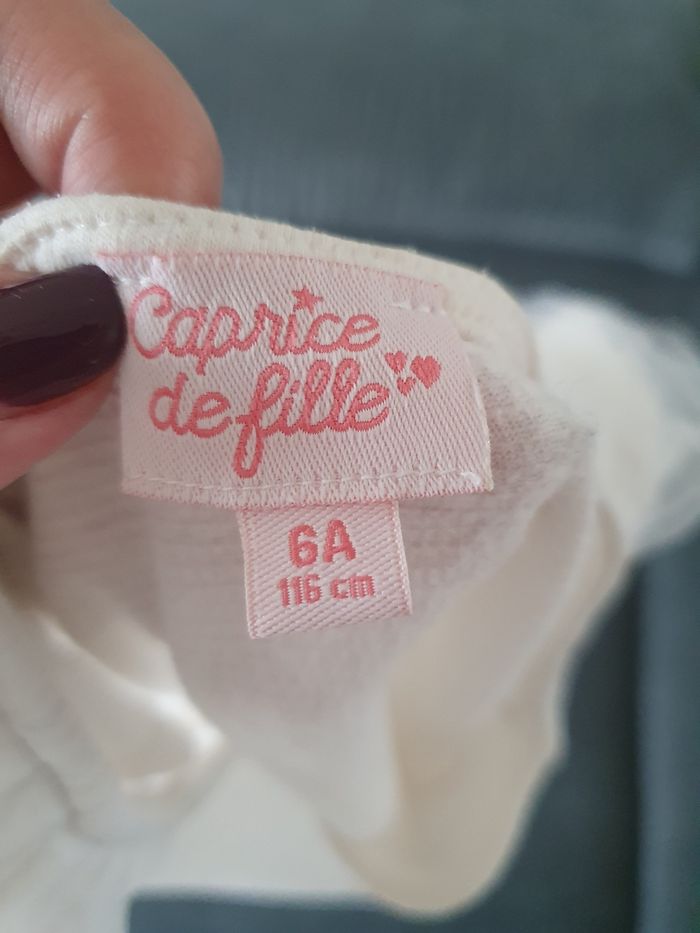 Caprice
de fille
6A
116 cm